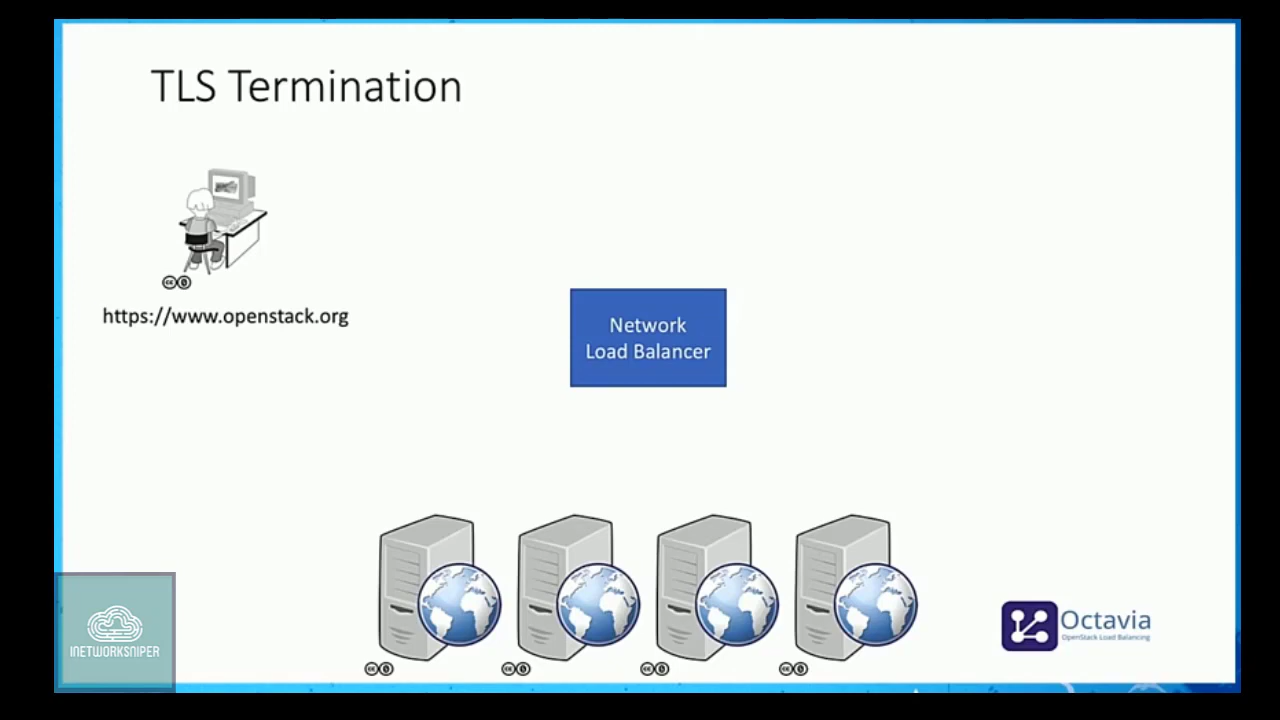 TLS Termination
https://www.openstack.org
Network
Load Balancer
Octavia
OpenStack Load Balancing
INETWORKSNIPER